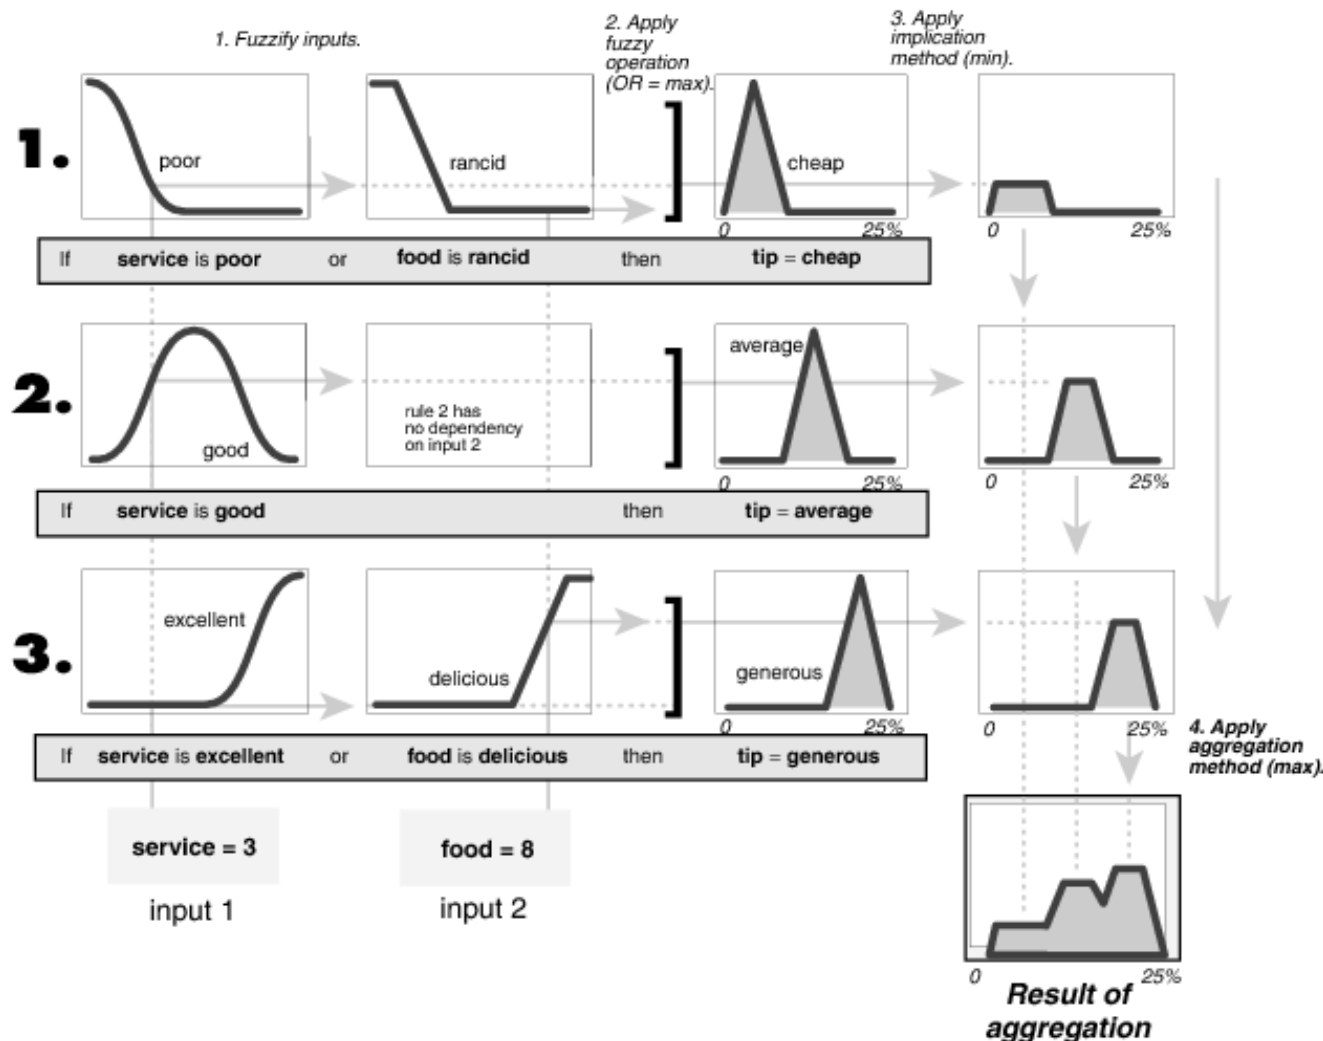 1. Fuzzify inputs.
2. Apply
fuzzy
operation
(OR = max).
3. Apply
implication
method (min).
1.
poor
rancid
cheap
0
25%
0
25%
If service is poor or food is rancid then tip = cheap
2.
good
rule 2 has
no dependency
on input 2
average
0
25%
0
25%
If service is good then tip = average
3.
excellent
delicious
generous
0
25%
0
25%
If service is excellent or food is delicious then tip = generous
4. Apply
aggregation
method (max).
service = 3
food = 8
input 1
input 2
0
25%
Result of
aggregation